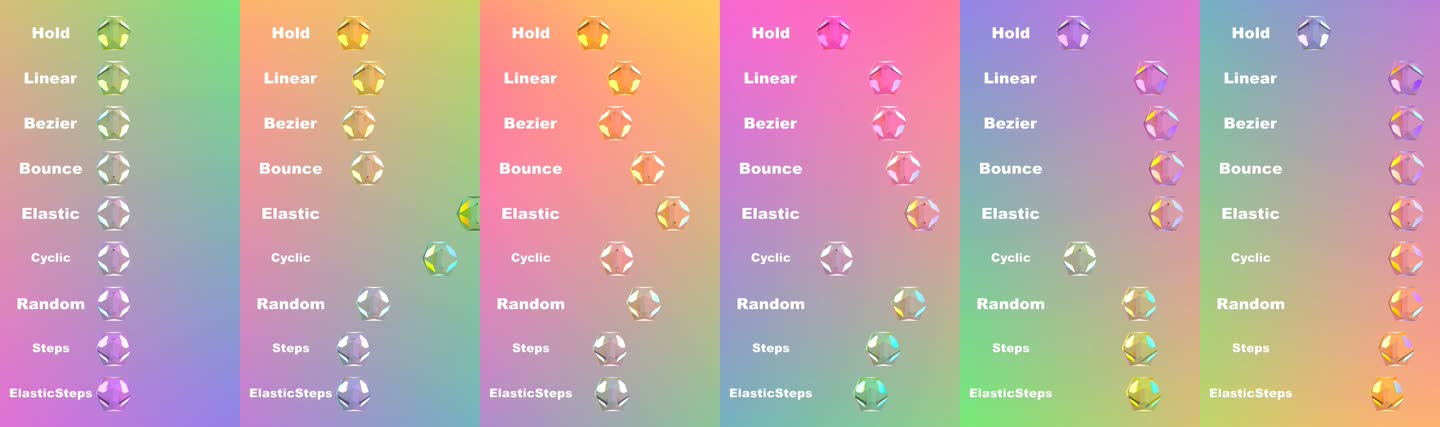 Hold
Linear
Bezier
Bounce
Elastic
Cyclic
Random
Steps
ElasticSteps
Hold
Linear
Bezier
Bounce
Elastic
Cyclic
Random
Steps
ElasticSteps
Hold
Linear
Bezier
Bounce
Elastic
Cyclic
Random
Steps
ElasticSteps
Hold
Linear
Bezier
Bounce
Elastic
Cyclic
Random
Steps
ElasticSteps
Hold
Linear
Bezier
Bounce
Elastic
Cyclic
Random
Steps
ElasticSteps
Hold
Linear
Bezier
Bounce
Elastic
Cyclic
Random
Steps
ElasticSteps